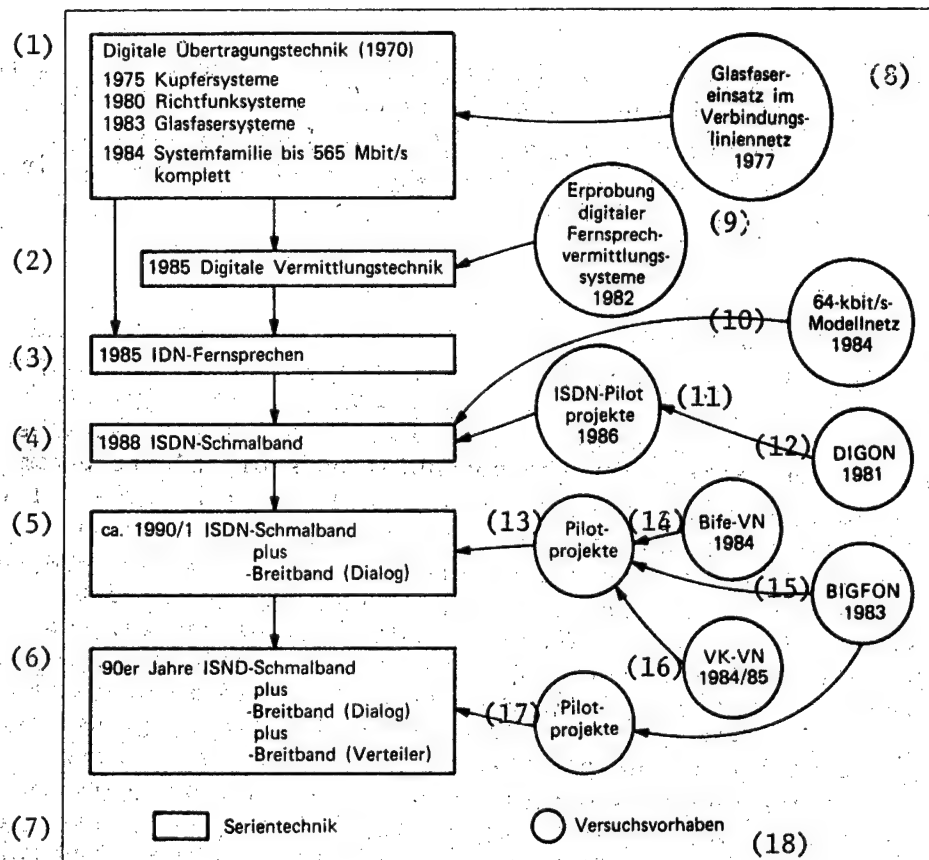 (1)
Digitale Übertragungstechnik (1970)
1975 Kupfersysteme
1980 Richtfunksysteme
1983 Glasfasersysteme
1984 Systemfamilie bis 565 Mbit/s
komplett
Glasfaser-
einsatz im
Verbindungs-
liniennetz
1977
(8)
(2)
1985 Digitale Vermittlungstechnik
Erprobung
digitaler
Fernsprech-
vermittlungs-
systeme
1982
(9)
(3)
1985 IDN-Fernsprechen
(10)
64-kbit/s-
Modellnetz
1984
(4)
1988 ISDN-Schmalband
ISDN-Pilot
projekte
1986
(11)
(12)
DIGON
1981
(5)
ca. 1990/1 ISDN-Schmalband
plus
-Breitband (Dialog)
(13)
Pilot-
projekte
(14)
Bife-VN
1984
(15)
BIGFON
1983
(6)
90er Jahre ISND-Schmalband
plus
-Breitband (Dialog)
plus
-Breitband (Verteiler)
(16)
VK-VN
1984/85
(17)
Pilot-
projekte
(7)
Serientechnik
Versuchsvorhaben
(18)